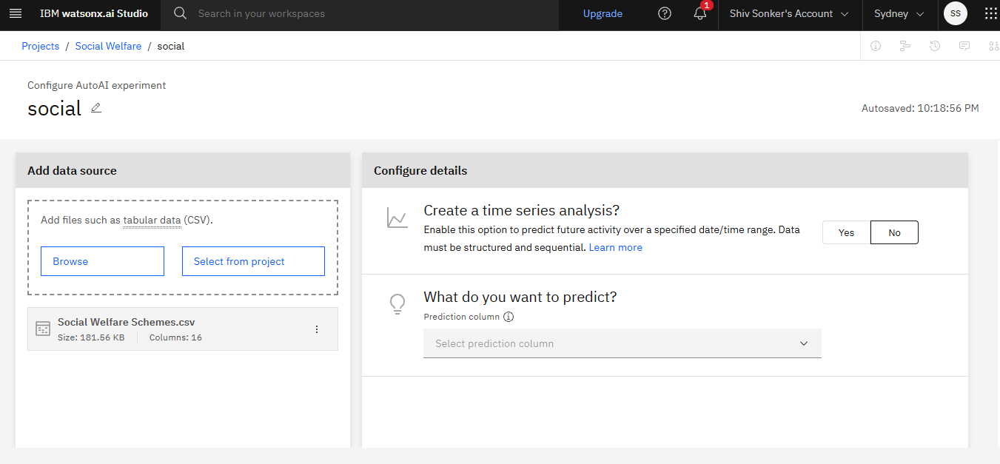 IBM watsonx.ai Studio
Search in your workspaces
Upgrade
1
Shiv Sonker's Account
Sydney
SS
Projects / Social Welfare / social
Configure AutoAI experiment
social
Autosaved: 10:18:56 PM
Add data source
Add files such as tabular data (CSV).
Browse
Select from project
Social Welfare Schemes.csv
Size: 181.56 KB
Columns: 16
Configure details
Create a time series analysis?
Enable this option to predict future activity over a specified date/time range. Data
must be structured and sequential. Learn more
Yes
No
What do you want to predict?
Prediction column
Select prediction column